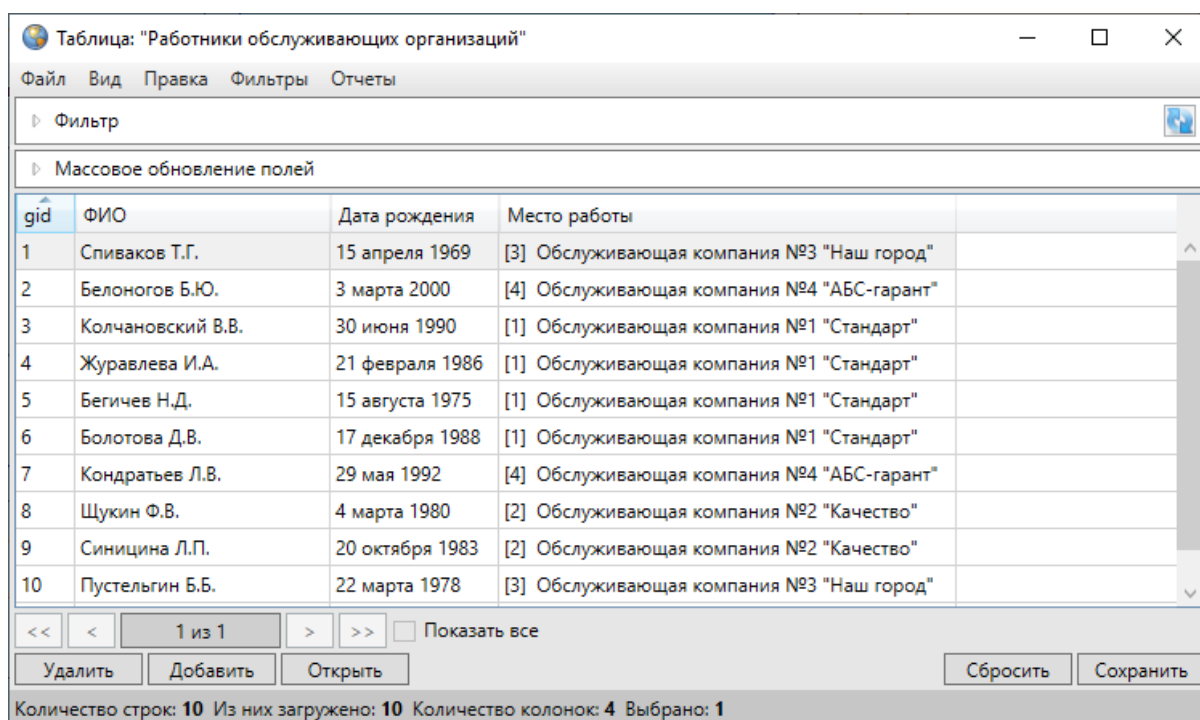 Таблица: "Работники обслуживающих организаций"
Файл Вид Правка Фильтры Отчеты
Фильтр
Массовое обновление полей
gid ФИО Дата рождения Место работы
1 Спиваков Т.Г. 15 апреля 1969 [3] Обслуживающая компания №3 "Наш город"
2 Белоногов Б.Ю. 3 марта 2000 [4] Обслуживающая компания №4 "АБС-гарант"
3 Колчановский В.В. 30 июня 1990 [1] Обслуживающая компания №1 "Стандарт"
4 Журавлева И.А. 21 февраля 1986 [1] Обслуживающая компания №1 "Стандарт"
5 Бегичев Н.Д. 15 августа 1975 [1] Обслуживающая компания №1 "Стандарт"
6 Болотова Д.В. 17 декабря 1988 [1] Обслуживающая компания №1 "Стандарт"
7 Кондратьев Л.В. 29 мая 1992 [4] Обслуживающая компания №4 "АБС-гарант"
8 Щукин Ф.В. 4 марта 1980 [2] Обслуживающая компания №2 "Качество"
9 Синицина Л.П. 20 октября 1983 [2] Обслуживающая компания №2 "Качество"
10 Пустельгин Б.Б. 22 марта 1978 [3] Обслуживающая компания №3 "Наш город"
<< < 1 из 1 > >> Показать все
Удалить Добавить Открыть Сбросить Сохранить
Количество строк: 10 Из них загружено: 10 Количество колонок: 4 Выбрано: 1